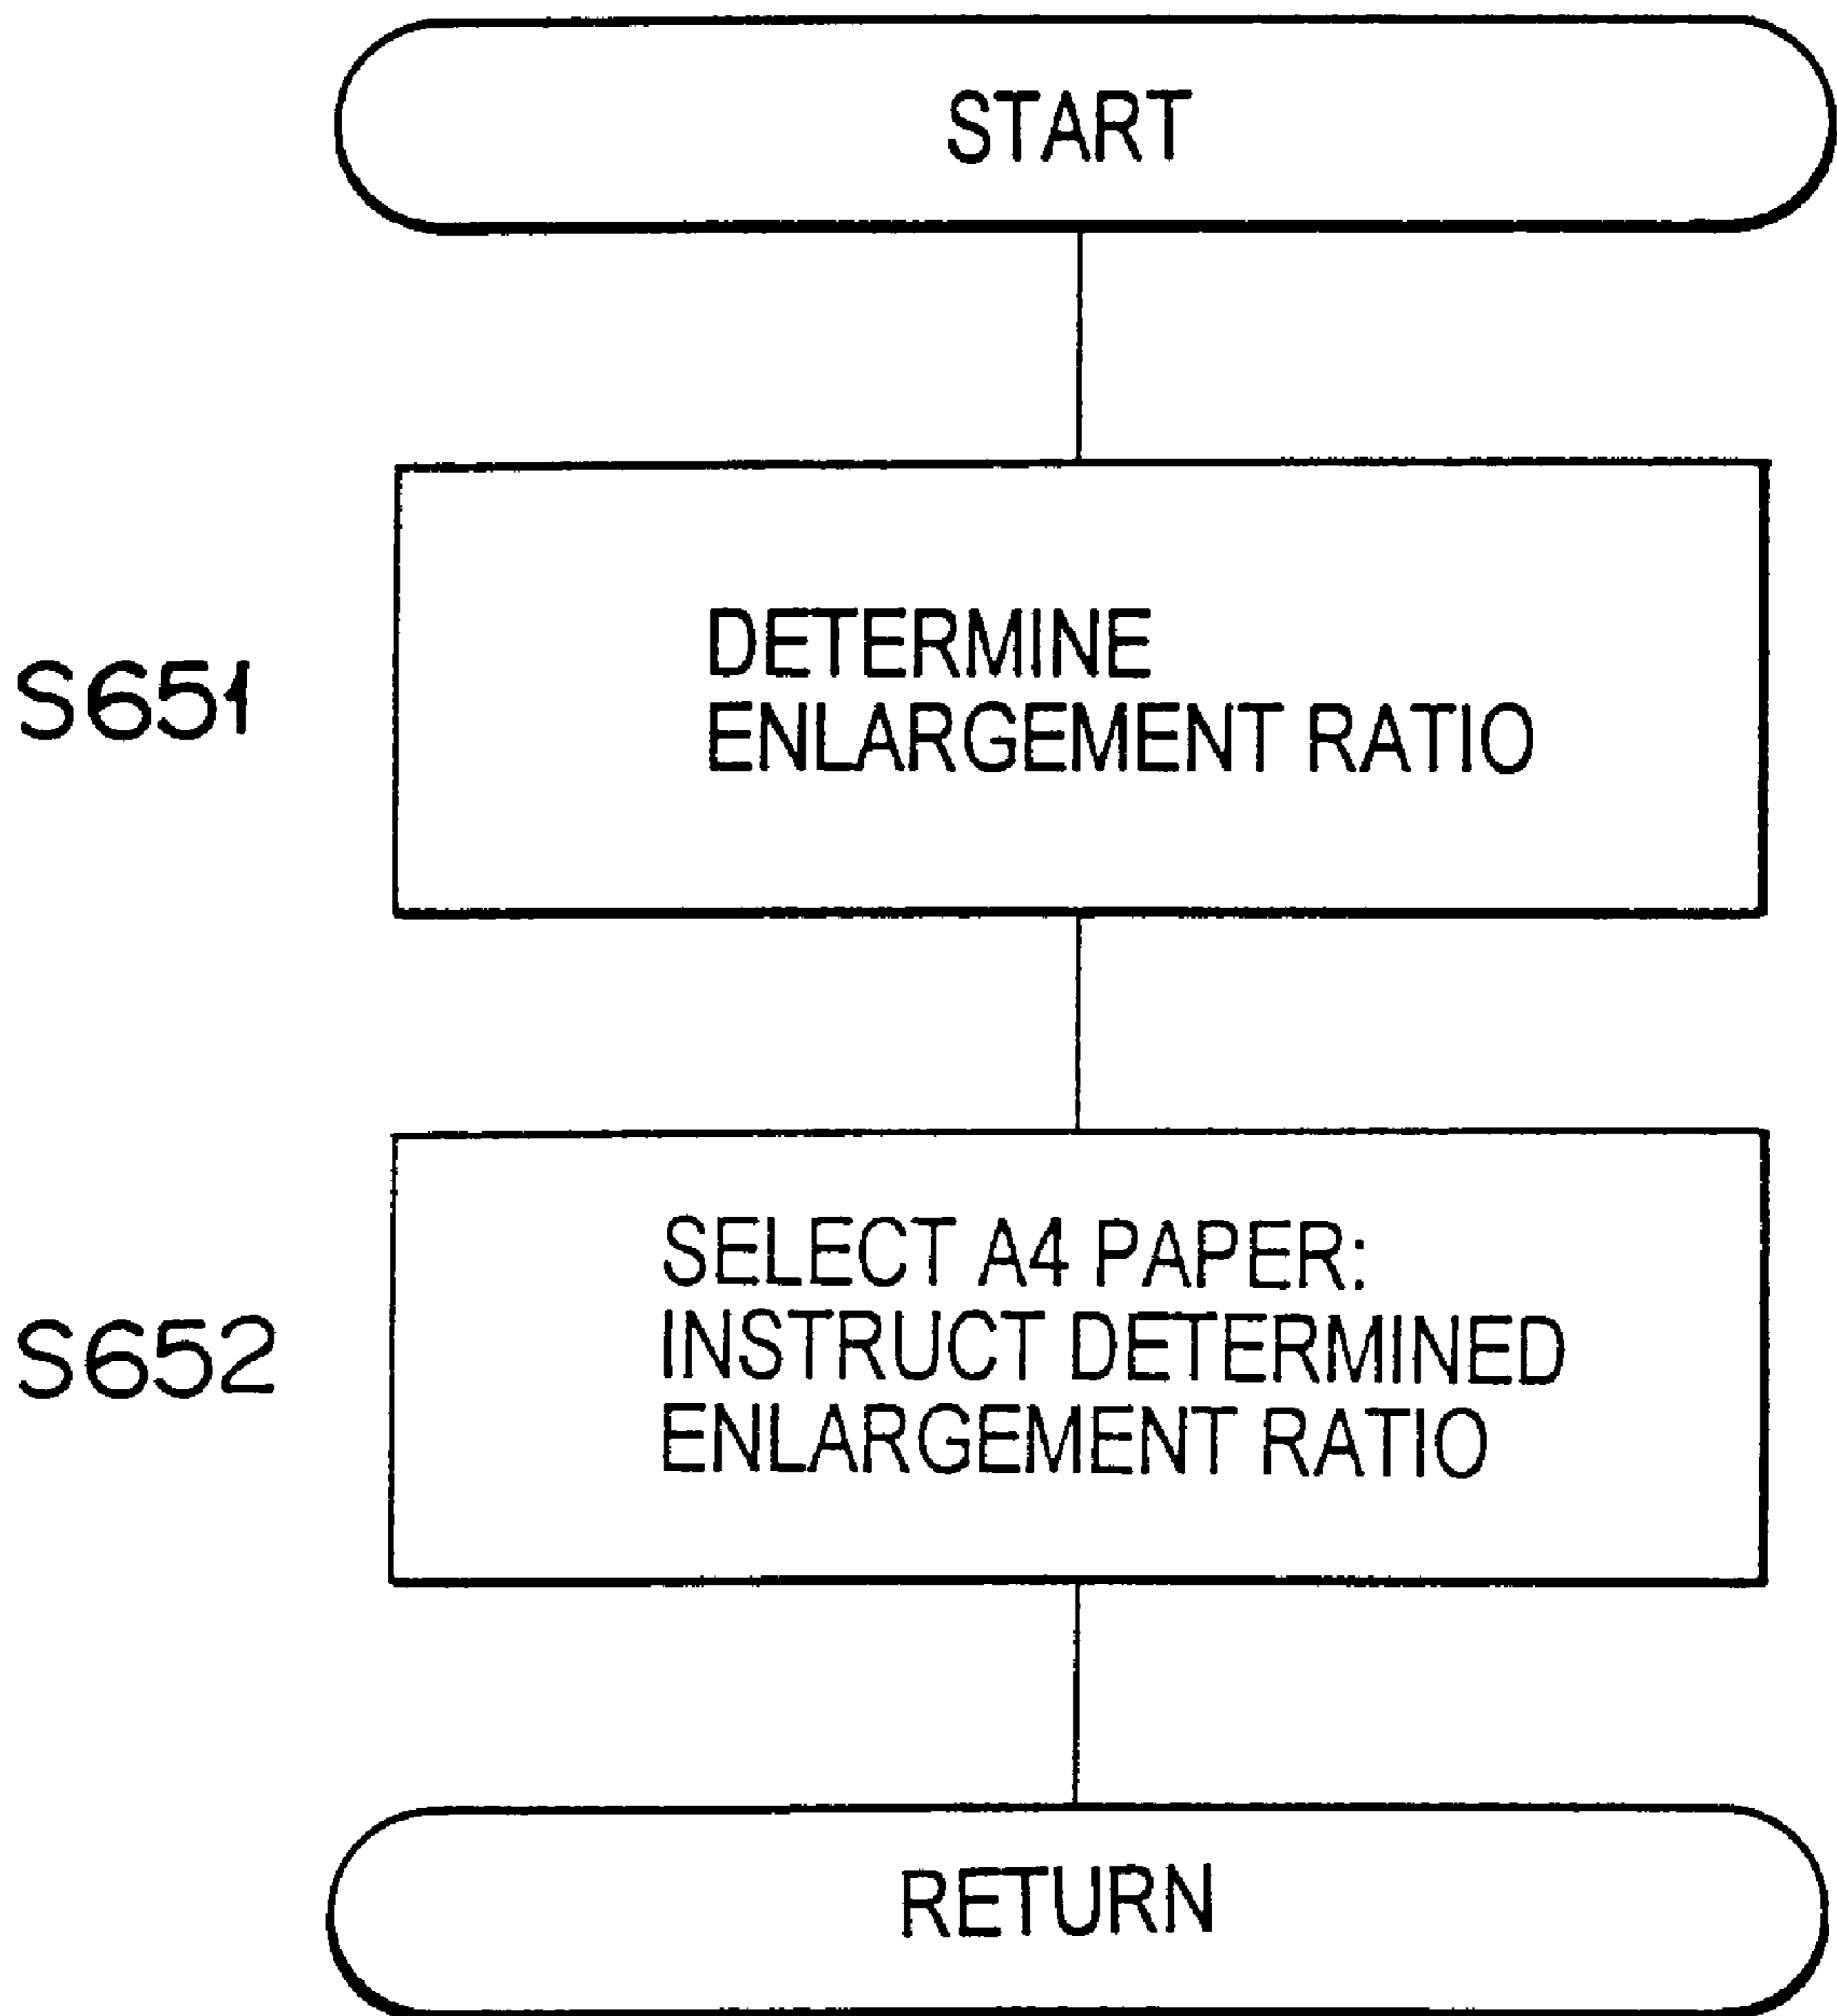 START
S651
DETERMINE
ENLARGEMENT RATIO
S652
SELECT A4 PAPER:
INSTRUCT DETERMINED
ENLARGEMENT RATIO
RETURN